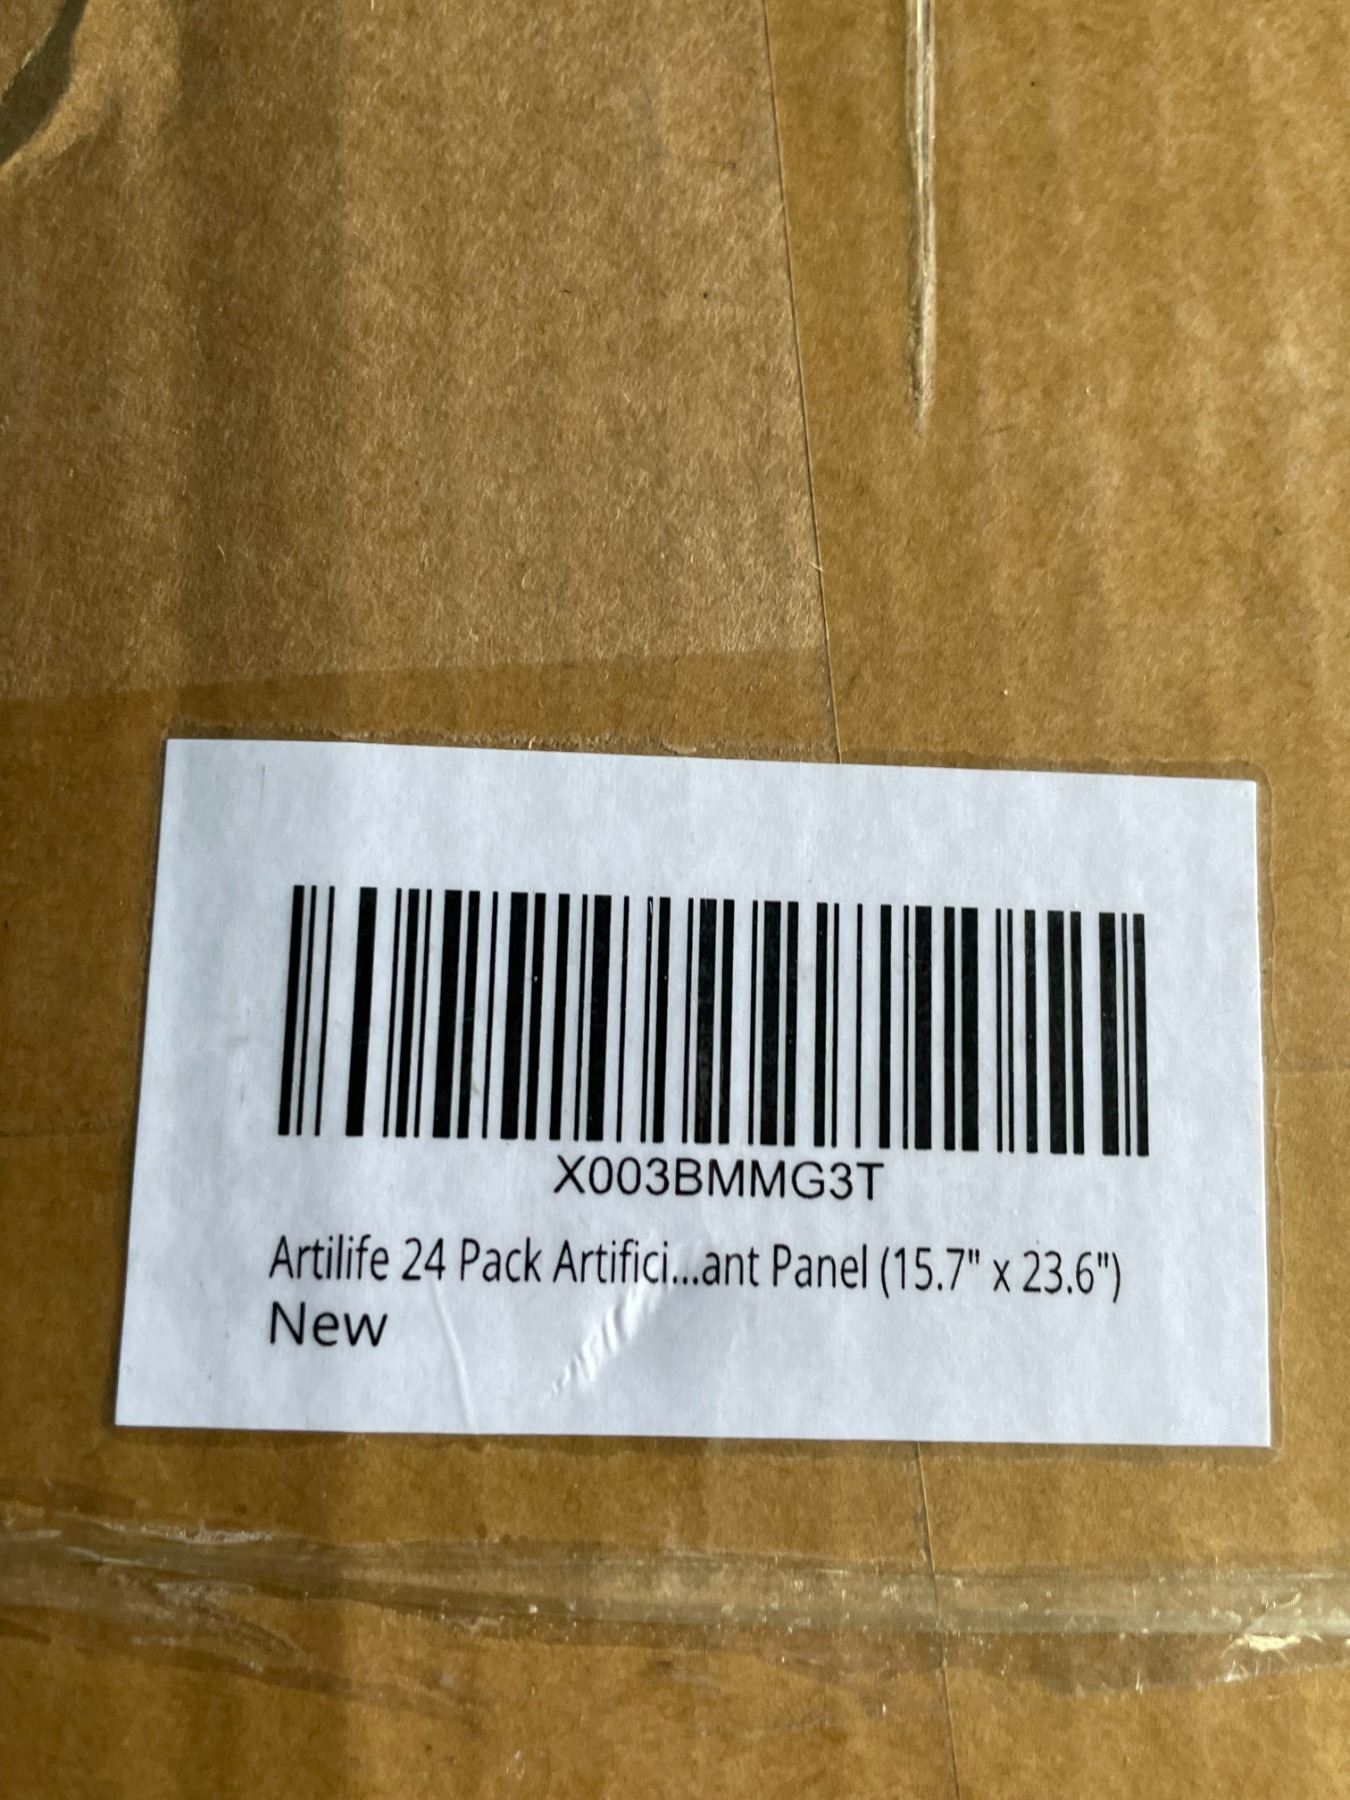 X003BMMG3T
Artilife 24 Pack Artifici...ant Panel (15.7" x 23.6")
New